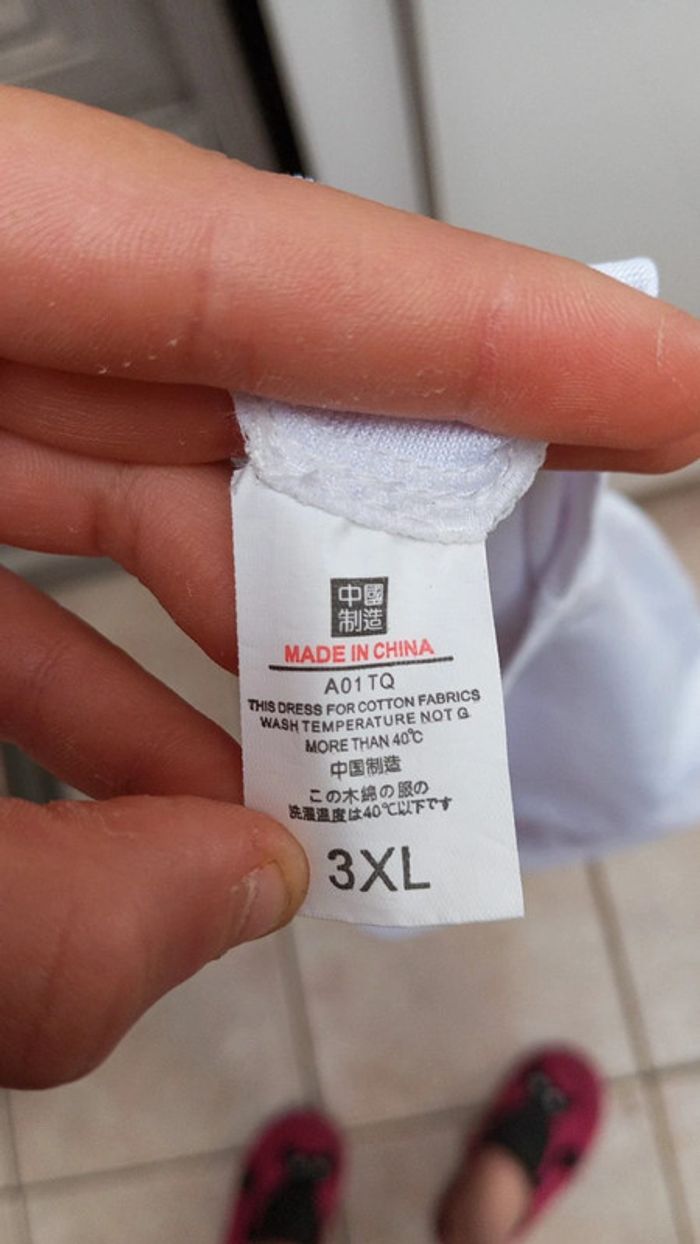 中國
制造
MADE IN CHINA
A01TQ
THIS DRESS FOR COTTON FABRICS
WASH TEMPERATURE NOT G
MORE THAN 40℃
中国制造
この木綿の服の
洗濯温度は40℃以下です
3XL